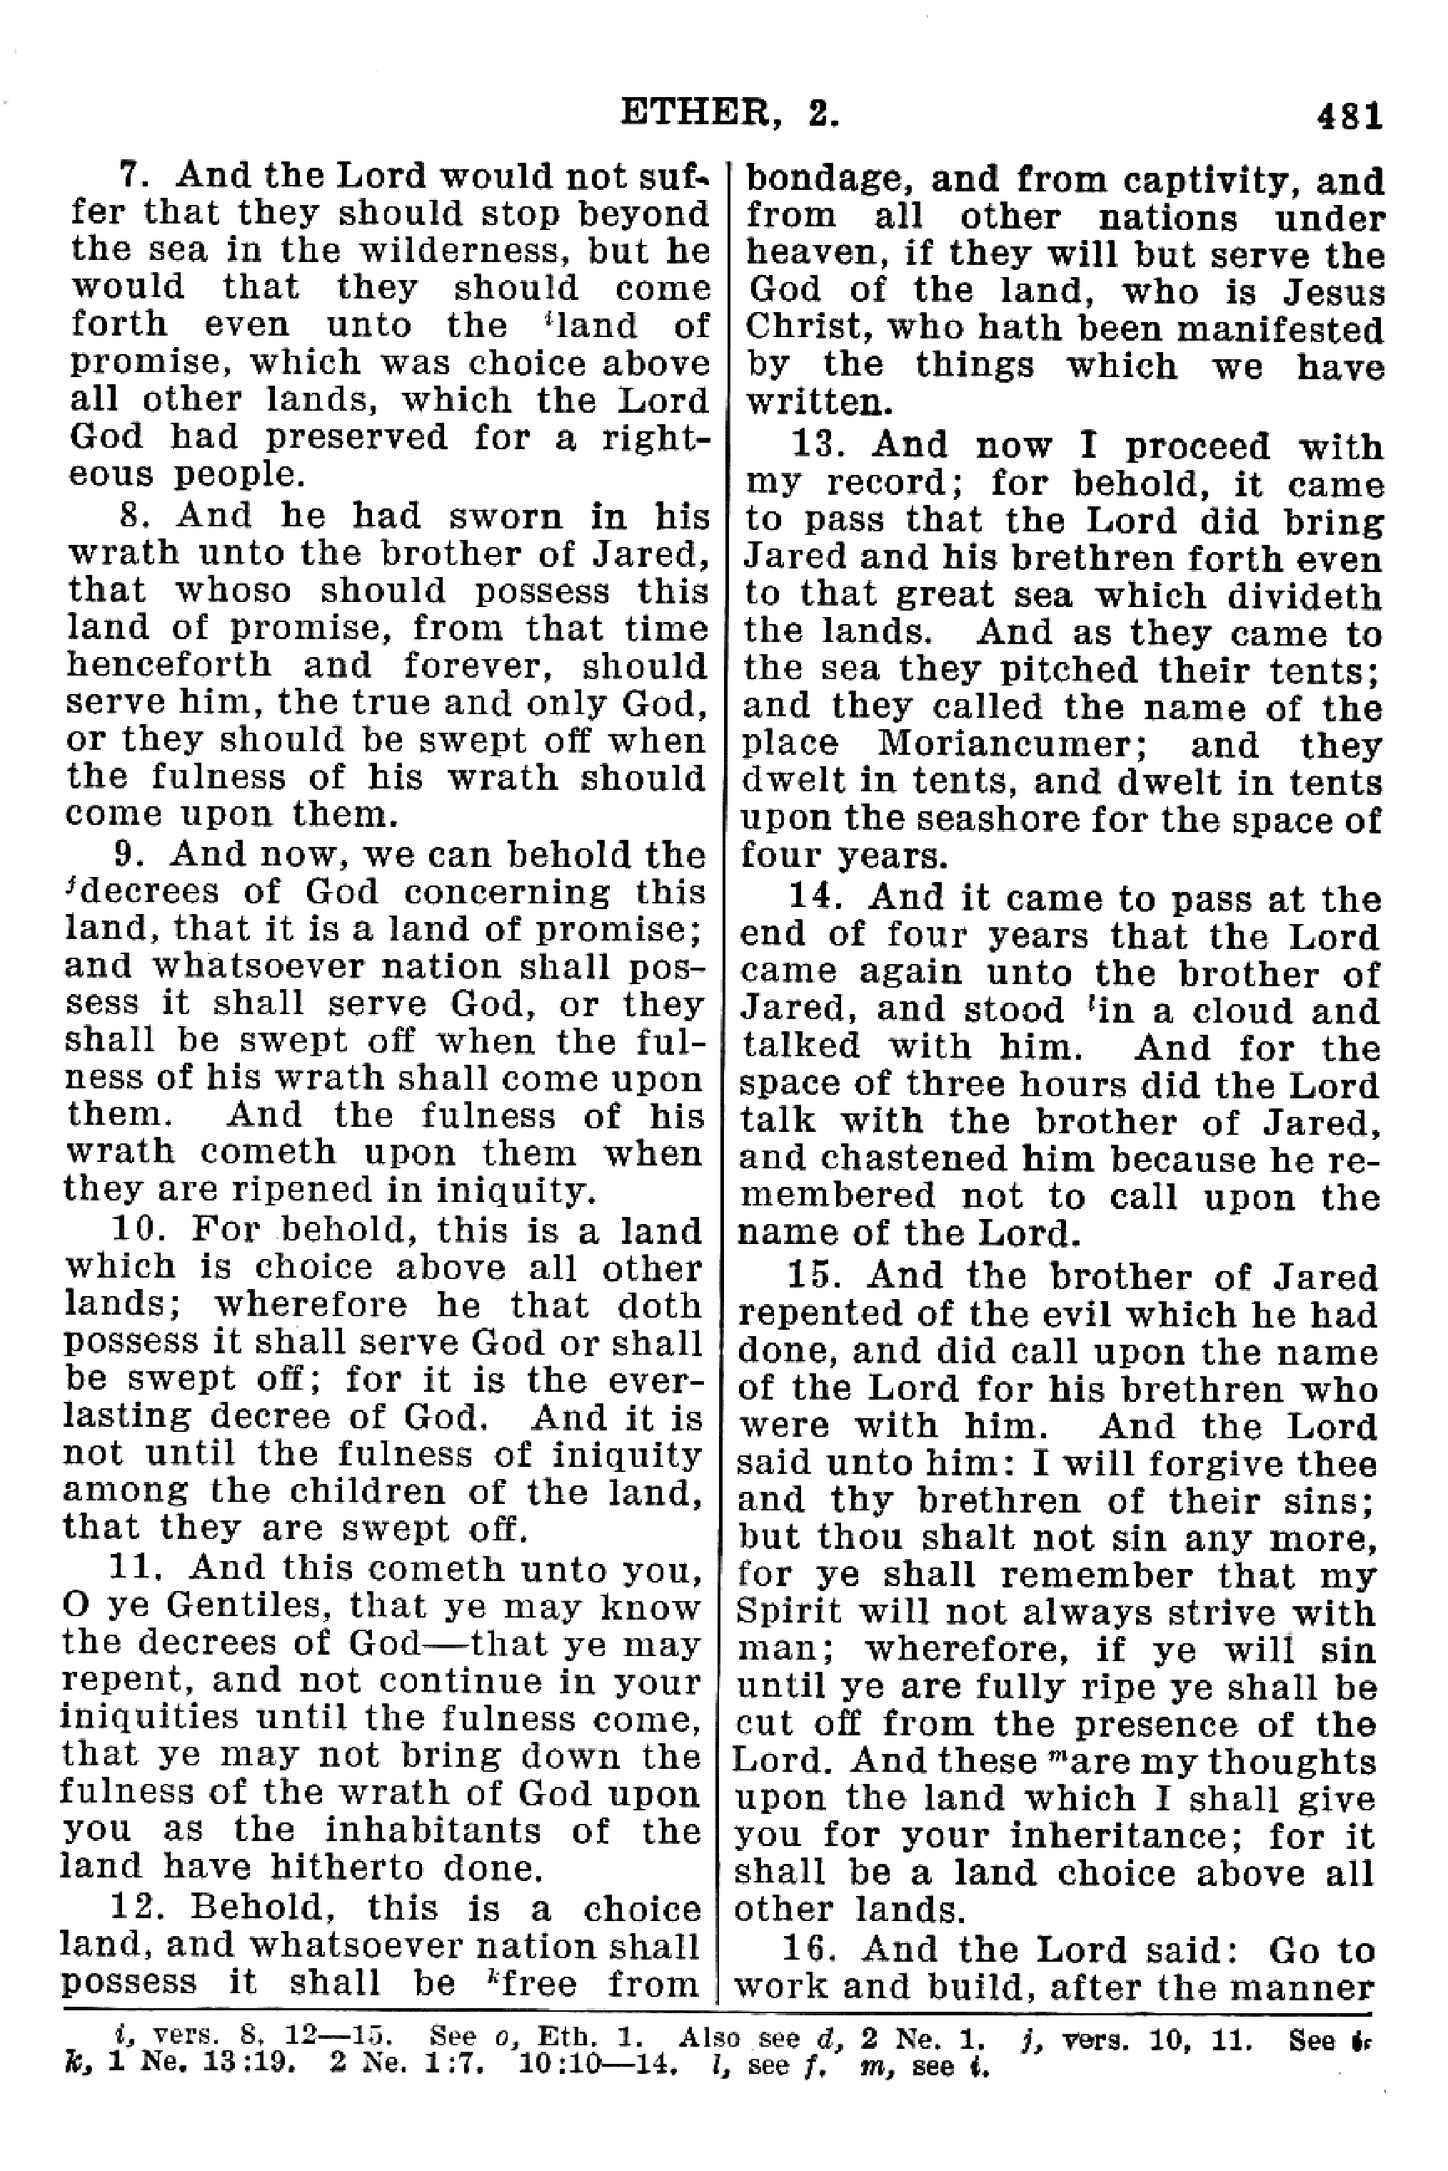 ETHER, 2. 481
7. And the Lord would not suf-
fer that they should stop beyond
the sea in the wilderness, but he
would that they should come
forth even unto the iland of
promise, which was choice above
all other lands, which the Lord
God had preserved for a right-
eous people.
8. And he had sworn in his
wrath unto the brother of Jared,
that whoso should possess this
land of promise, from that time
henceforth and forever, should
serve him, the true and only God,
or they should be swept off when
the fulness of his wrath should
come upon them.
9. And now, we can behold the
jdecrees of God concerning this
land, that it is a land of promise;
and whatsoever nation shall pos-
sess it shall serve God, or they
shall be swept off when the ful-
ness of his wrath shall come upon
them. And the fulness of his
wrath cometh upon them when
they are ripened in iniquity.
10. For behold, this is a land
which is choice above all other
lands; wherefore he that doth
possess it shall serve God or shall
be swept off; for it is the ever-
lasting decree of God. And it is
not until the fulness of iniquity
among the children of the land,
that they are swept off.
11. And this cometh unto you,
O ye Gentiles, that ye may know
the decrees of God—that ye may
repent, and not continue in your
iniquities until the fulness come,
that ye may not bring down the
fulness of the wrath of God upon
you as the inhabitants of the
land have hitherto done.
12. Behold, this is a choice
land, and whatsoever nation shall
possess it shall be kfree from
bondage, and from captivity, and
from all other nations under
heaven, if they will but serve the
God of the land, who is Jesus
Christ, who hath been manifested
by the things which we have
written.
13. And now I proceed with
my record; for behold, it came
to pass that the Lord did bring
Jared and his brethren forth even
to that great sea which divideth
the lands. And as they came to
the sea they pitched their tents;
and they called the name of the
place Moriancumer; and they
dwelt in tents, and dwelt in tents
upon the seashore for the space of
four years.
14. And it came to pass at the
end of four years that the Lord
came again unto the brother of
Jared, and stood lin a cloud and
talked with him. And for the
space of three hours did the Lord
talk with the brother of Jared,
and chastened him because he re-
membered not to call upon the
name of the Lord.
15. And the brother of Jared
repented of the evil which he had
done, and did call upon the name
of the Lord for his brethren who
were with him. And the Lord
said unto him: I will forgive thee
and thy brethren of their sins;
but thou shalt not sin any more,
for ye shall remember that my
Spirit will not always strive with
man; wherefore, if ye will sin
until ye are fully ripe ye shall be
cut off from the presence of the
Lord. And these mare my thoughts
upon the land which I shall give
you for your inheritance; for it
shall be a land choice above all
other lands.
16. And the Lord said: Go to
work and build, after the manner
i, vers. 8, 12—15. See o, Eth. 1. Also see d, 2 Ne. 1. j, vers. 10, 11. See i.
k, 1 Ne. 13:19. 2 Ne. 1:7. 10:10—14. l, see f. m, see i.